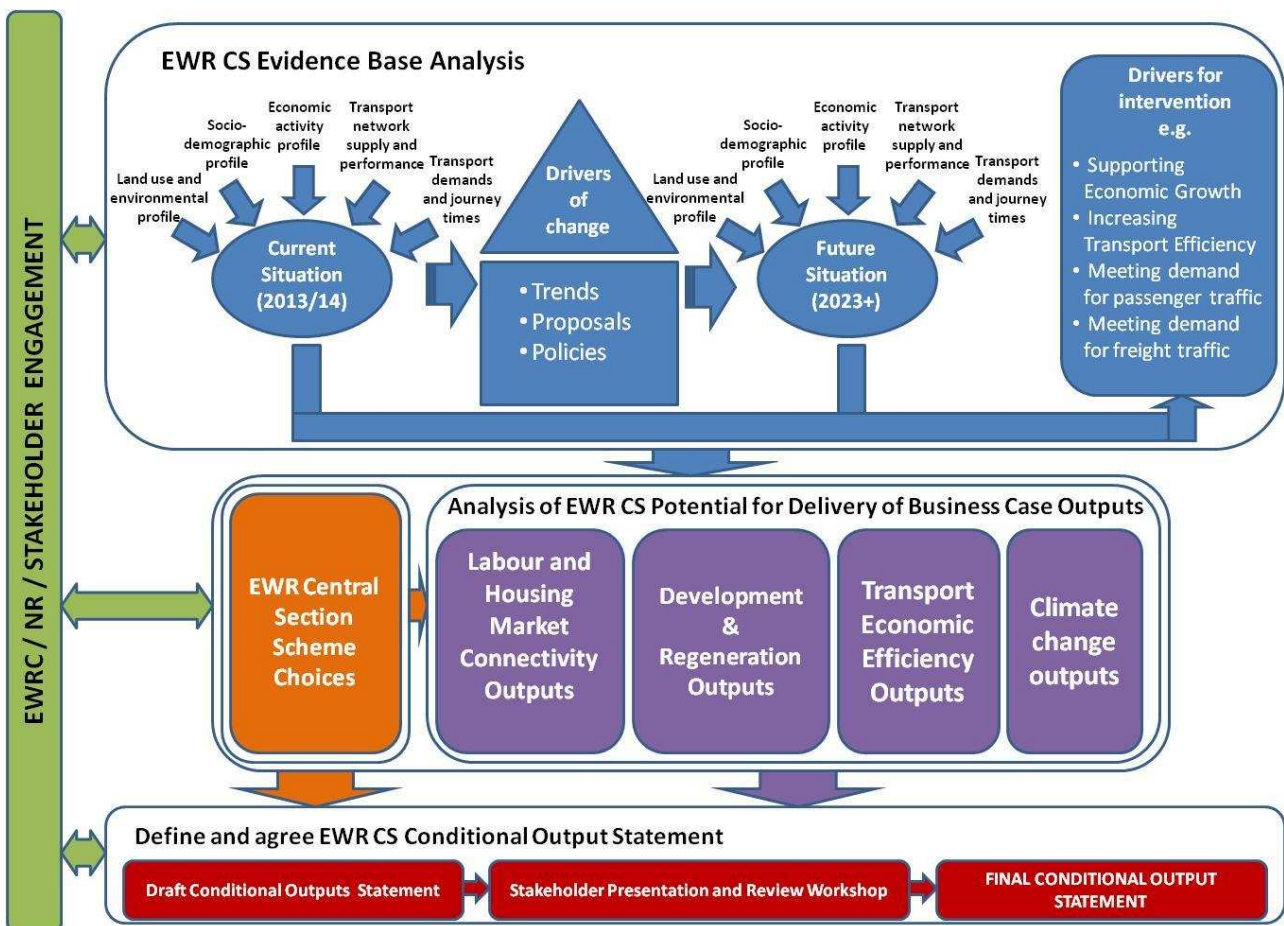 EWRC / NR / STAKEHOLDER ENGAGEMENT
EWR CS Evidence Base Analysis
Land use and
environmental
profile
Socio-
demographic
profile
Economic
activity
profile
Transport
network
supply and
performance
Transport
demands
and journey
times
Current
Situation
(2013/14)
Drivers
of
change
• Trends
• Proposals
• Policies
Land use and
environmental
profile
Socio-
demographic
profile
Economic
activity
profile
Transport
network
supply and
performance
Transport
demands
and journey
times
Future
Situation
(2023+)
Drivers for
intervention
e.g.
• Supporting
Economic Growth
• Increasing
Transport Efficiency
• Meeting demand
for passenger traffic
• Meeting demand
for freight traffic
EWR Central
Section
Scheme
Choices
Analysis of EWR CS Potential for Delivery of Business Case Outputs
Labour and
Housing
Market
Connectivity
Outputs
Development
&
Regeneration
Outputs
Transport
Economic
Efficiency
Outputs
Climate
change
outputs
Define and agree EWR CS Conditional Output Statement
Draft Conditional Outputs Statement
Stakeholder Presentation and Review Workshop
FINAL CONDITIONAL OUTPUT
STATEMENT